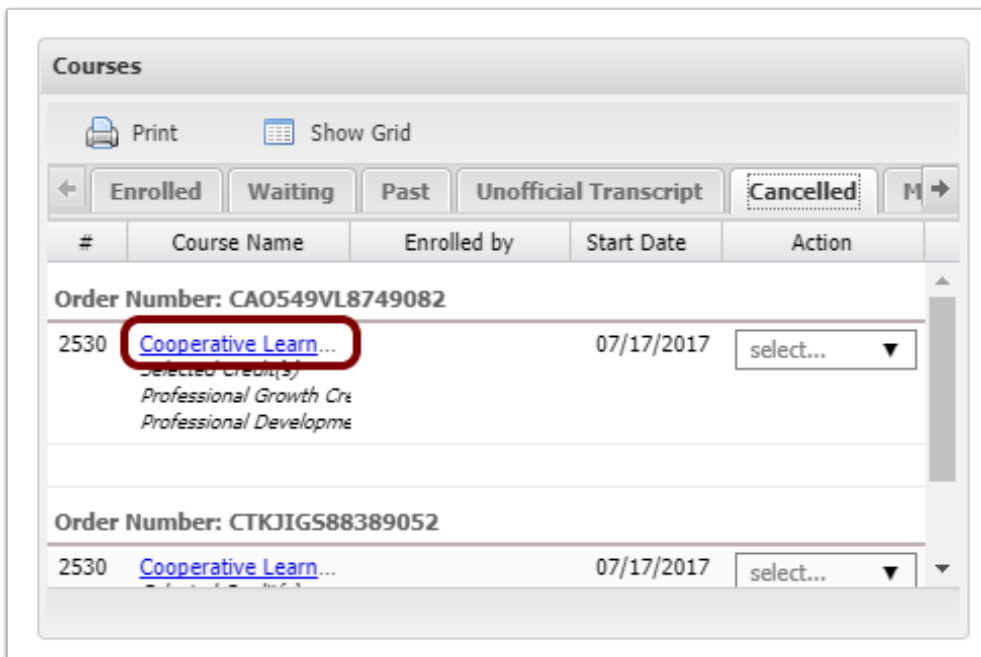 Courses
Print Show Grid
Enrolled Waiting Past Unofficial Transcript Cancelled M
# Course Name Enrolled by Start Date Action
Order Number: CAO549VL8749082
2530 Cooperative Learn... 07/17/2017 select...
Selected Credit(s)
Professional Growth Cre
Professional Developme
Order Number: CTKJIGS88389052
2530 Cooperative Learn... 07/17/2017 select...